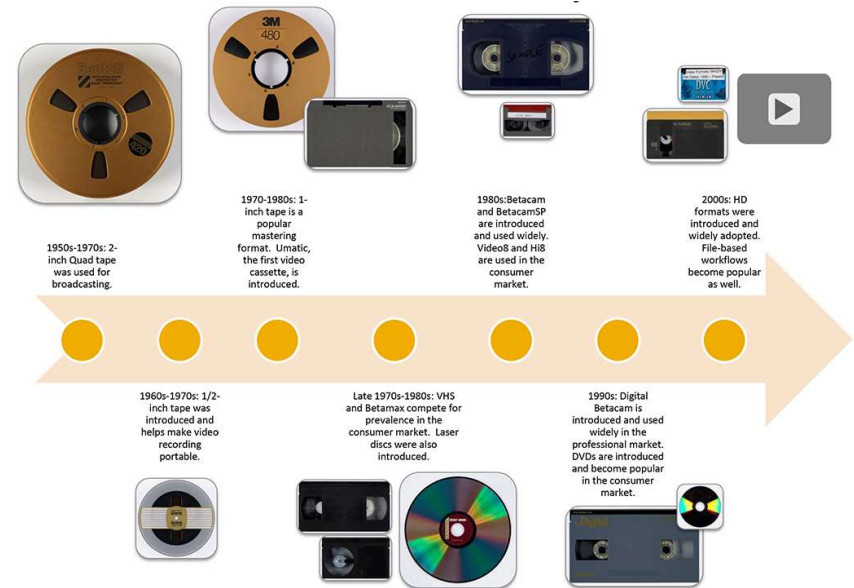 3M
480
SAMPLE
DVC
1970-1980s: 1-
inch tape is a
popular
mastering
format.  Umatic,
the first video
cassette, is
introduced.
1980s:Betacam
and BetacamSP
are introduced
and used widely.
Video8 and Hi8
are used in the
consumer
market.
2000s: HD
formats were
introduced and
widely adopted.
File-based
workflows
become popular
as well.
1950s-1970s: 2-
inch Quad tape
was used for
broadcasting.
1960s-1970s: 1/2-
inch tape was
introduced and
helps make video
recording
portable.
Late 1970s-1980s: VHS
and Betamax compete for
prevalence in the
consumer market.  Laser
discs were also
introduced.
1990s: Digital
Betacam is
introduced and used
widely in the
professional market.
DVDs are introduced
and become popular
in the consumer
market.
Digital